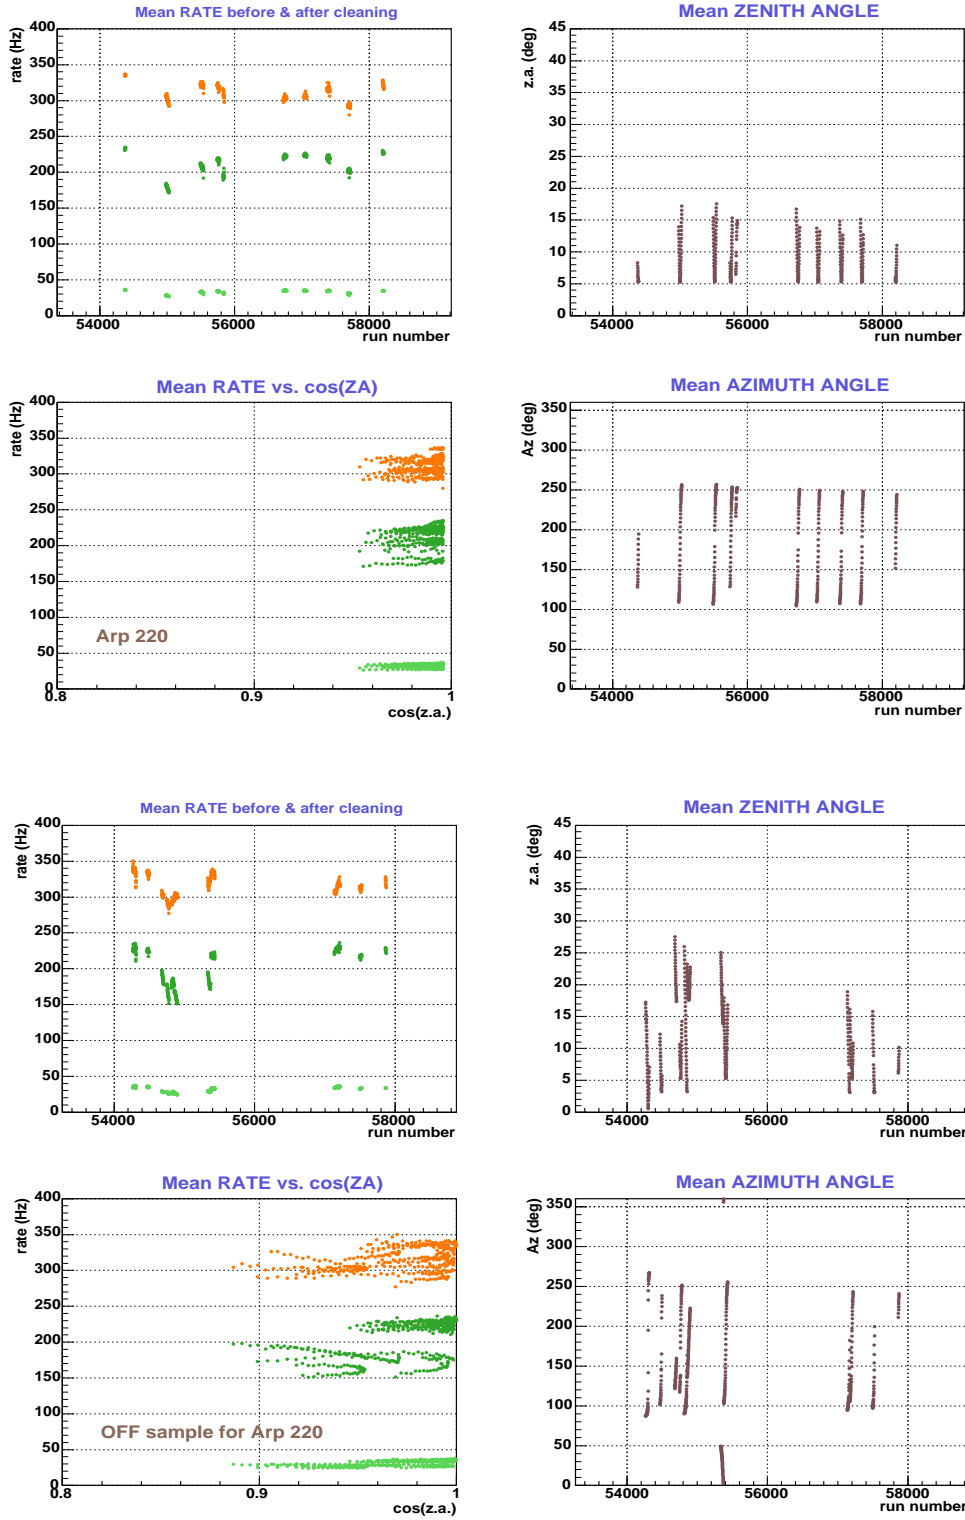 Mean RATE before & after cleaning
rate (Hz)
400
350
300
250
200
150
100
50
0
54000 56000 58000
run number
Mean ZENITH ANGLE
z.a. (deg)
45
40
35
30
25
20
15
10
5
0
54000 56000 58000
run number
Mean RATE vs. cos(ZA)
rate (Hz)
400
350
300
250
200
150
100
50
0
Arp 220
0.8 0.9 1
cos(z.a.)
Mean AZIMUTH ANGLE
Az (deg)
350
300
250
200
150
100
50
0
54000 56000 58000
run number
Mean RATE before & after cleaning
rate (Hz)
400
350
300
250
200
150
100
50
0
54000 56000 58000
run number
Mean ZENITH ANGLE
z.a. (deg)
45
40
35
30
25
20
15
10
5
0
54000 56000 58000
run number
Mean RATE vs. cos(ZA)
rate (Hz)
400
350
300
250
200
150
100
50
0
OFF sample for Arp 220
0.8 0.9 1
cos(z.a.)
Mean AZIMUTH ANGLE
Az (deg)
350
300
250
200
150
100
50
0
54000 56000 58000
run number